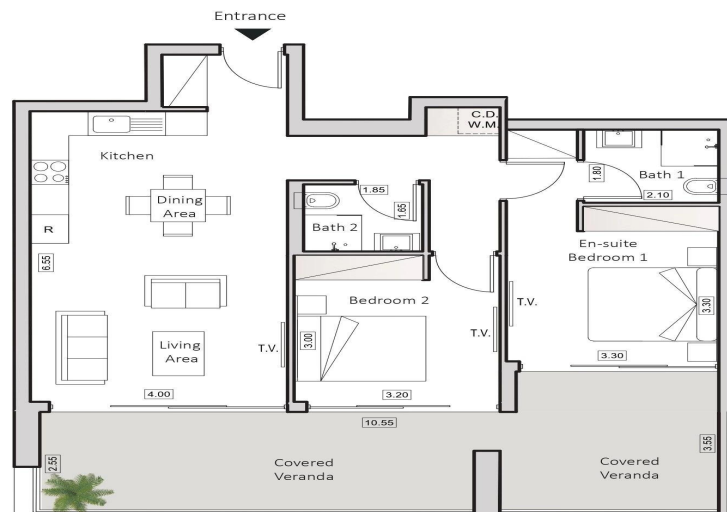 Entrance
C.D.
W.M.
Kitchen
Bath 1
1.80
2.10
1.85
1.65
Dining
Area
Bath 2
R
6.55
En-suite
Bedroom 1
Bedroom 2
T.V.
3.30
3.00
T.V.
T.V.
Living
Area
3.30
4.00
3.20
10.55
2.55
3.55
Covered
Veranda
Covered
Veranda